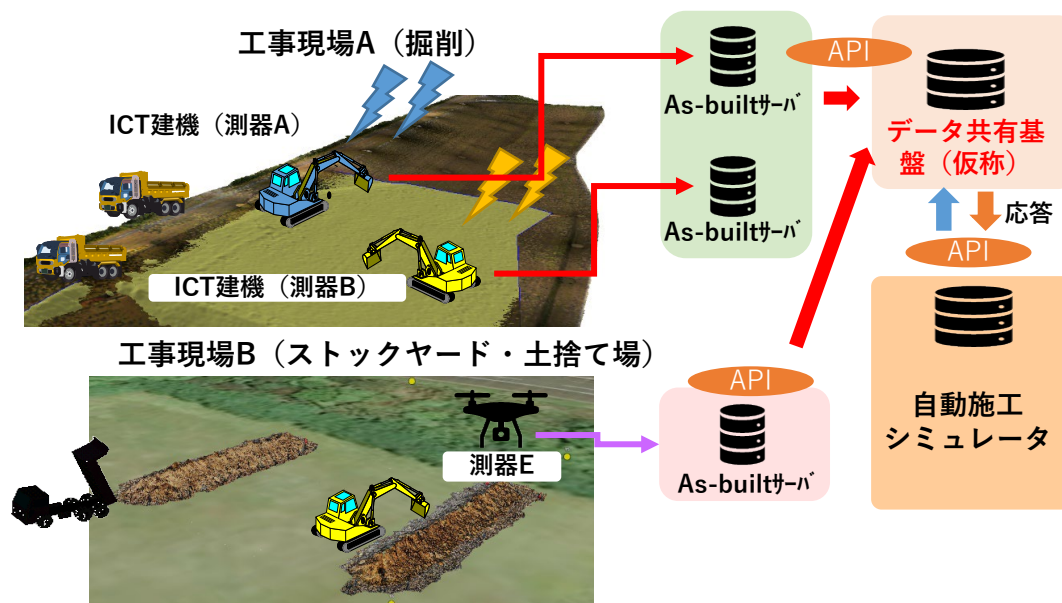 工事現場A（掘削）
ICT建機（測器A）
ICT建機（測器B）
As-builtｻｰﾊﾞ
As-builtｻｰﾊﾞ
API
データ共有基
盤（仮称）
応答
API
自動施工
シミュレータ
工事現場B（ストックヤード・土捨て場）
測器E
API
As-builtｻｰﾊﾞ